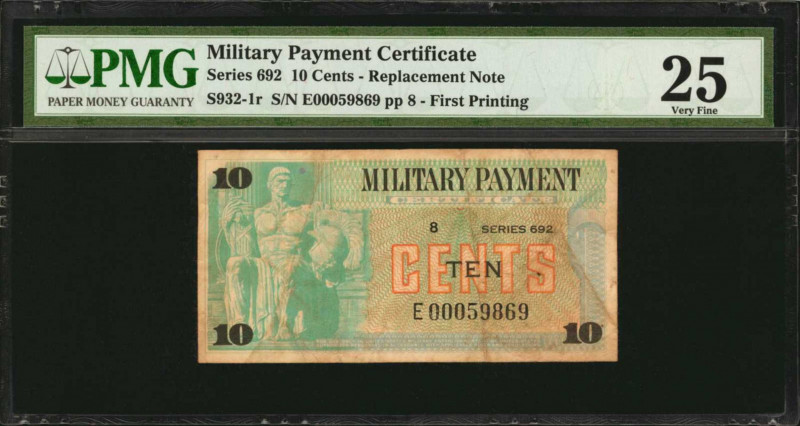 PMG
PAPER MONEY GUARANTY
Military Payment Certificate
Series 692 10 Cents - Replacement Note
S932-1r S/N E00059869 pp 8 - First Printing
25
Very Fine
10
MILITARY PAYMENT
CERTIFICATE
8 SERIES 692
CENTS
TEN
E00059869
10
10